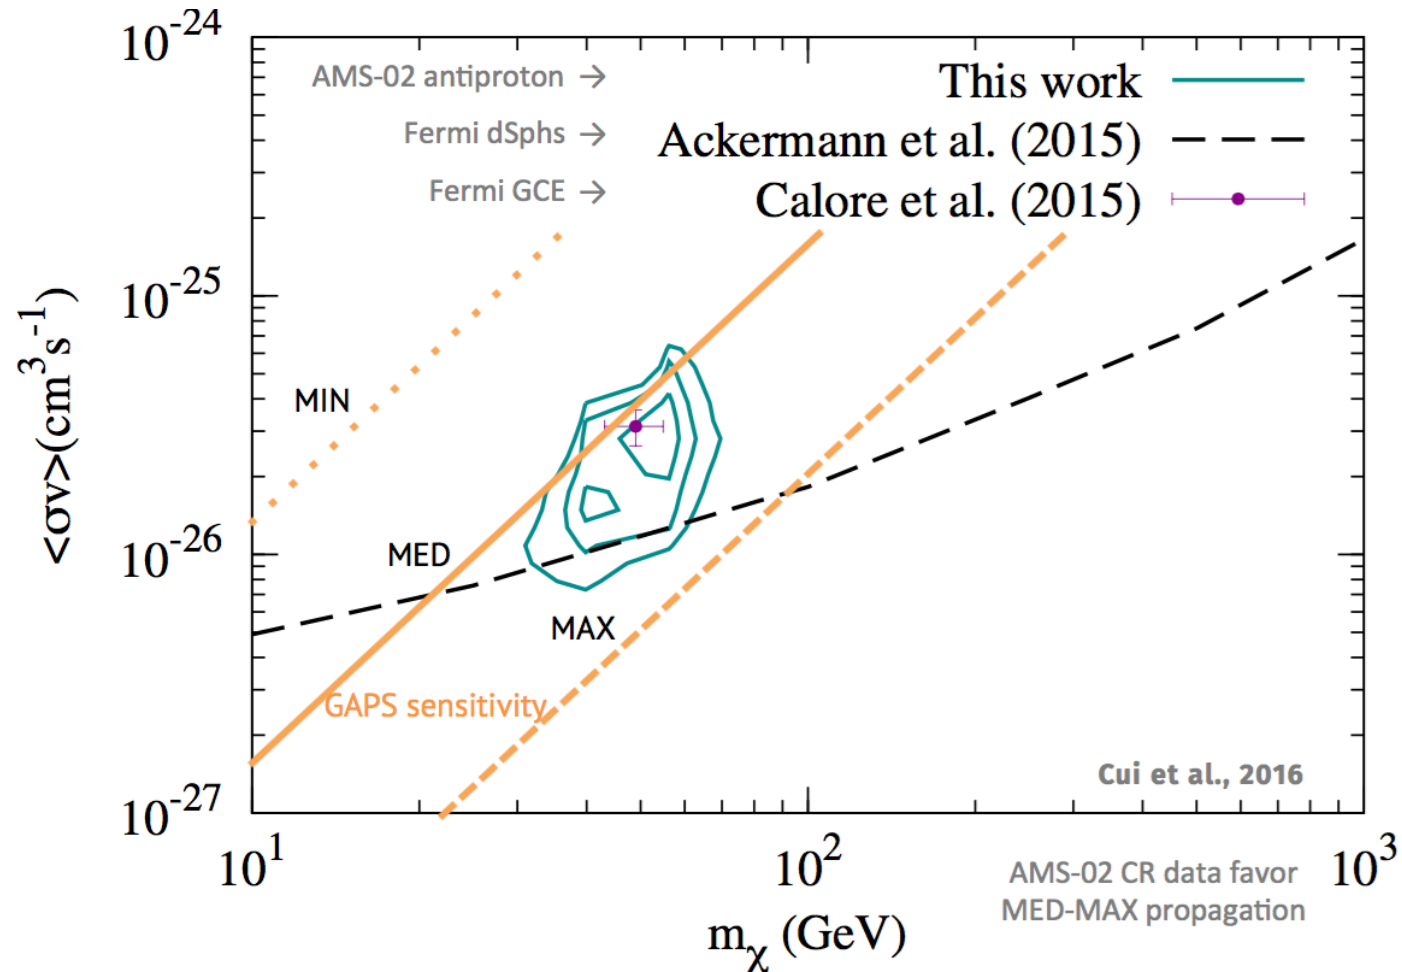 10^-24
AMS-02 antiproton →
This work
Fermi dSphs →
Ackermann et al. (2015)
Fermi GCE →
Calore et al. (2015)
10^-25
<σv>(cm^3s^-1)
MIN
10^-26
MED
MAX
GAPS sensitivity
Cui et al., 2016
10^-27
10^1
10^2
10^3
AMS-02 CR data favor
MED-MAX propagation
m_χ (GeV)